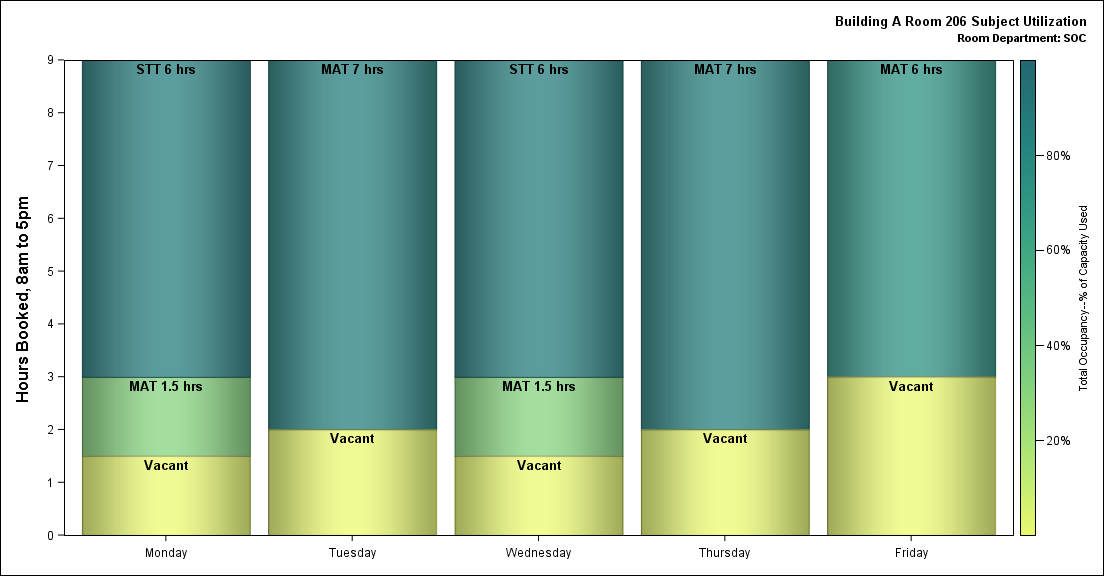 Building A Room 206 Subject Utilization
Room Department: SOC
Hours Booked, 8am to 5pm
9
8
7
6
5
4
3
2
1
0
STT 6 hrs
MAT 1.5 hrs
Vacant
MAT 7 hrs
Vacant
STT 6 hrs
MAT 1.5 hrs
Vacant
MAT 7 hrs
Vacant
MAT 6 hrs
Vacant
Monday
Tuesday
Wednesday
Thursday
Friday
80%
60%
40%
20%
Total Occupancy--% of Capacity Used